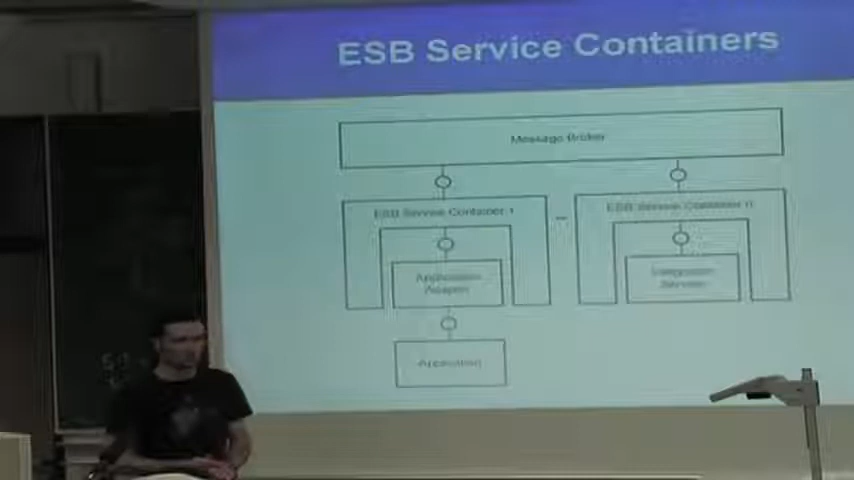 ESB Service Containers
Message Broker
ESB Service Container 1
...
ESB Service Container n
Application
Adapter
Integration
Service
Application